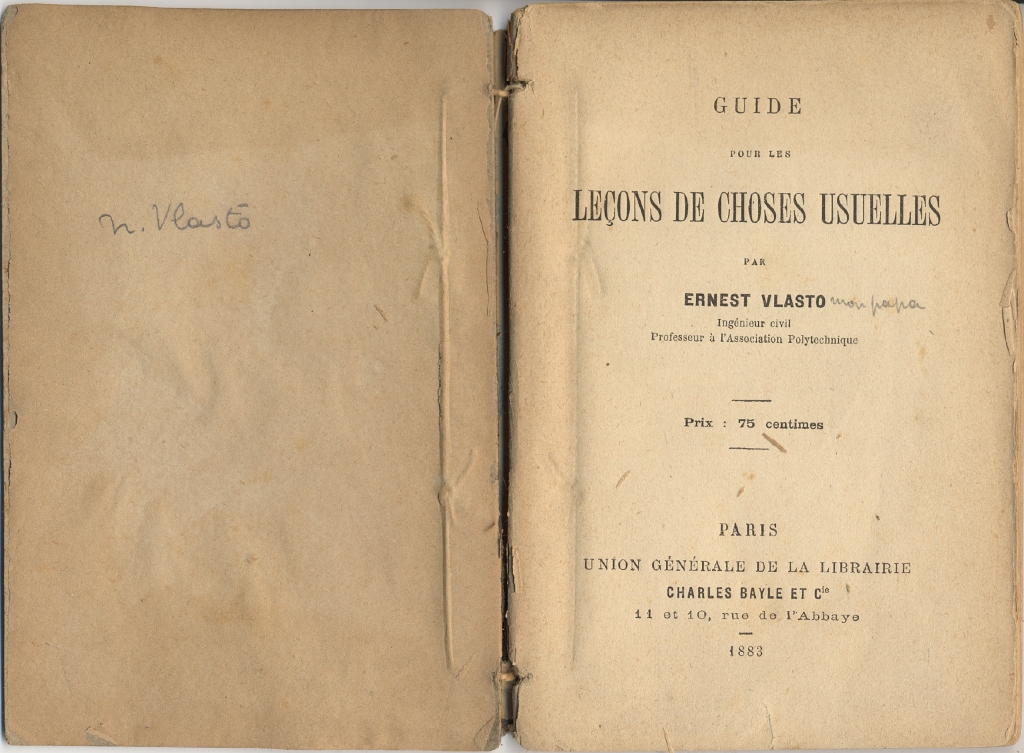 n. Vlasto
GUIDE
POUR LES
LEÇONS DE CHOSES USUELLES
PAR
ERNEST VLASTO mon papa
Ingénieur civil
Professeur à l'Association Polytechnique
Prix : 75 centimes
PARIS
UNION GÉNÉRALE DE LA LIBRAIRIE
CHARLES BAYLE ET Cie
11 et 10, rue de l'Abbaye
1883